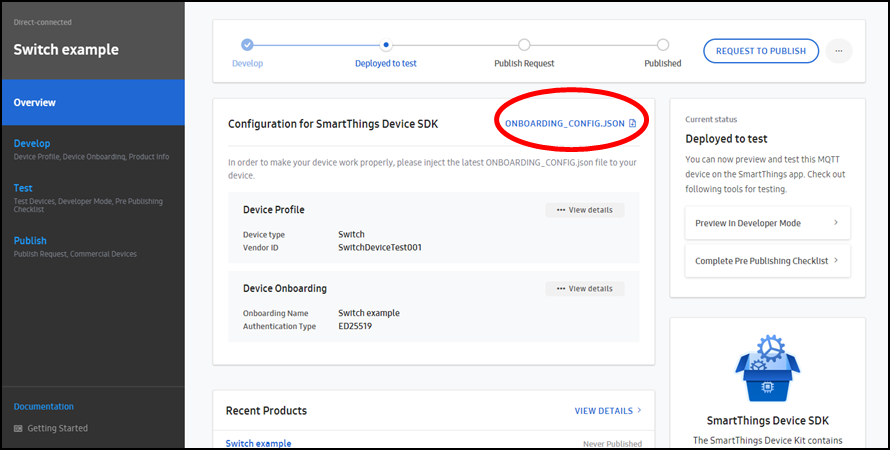 Direct-connected
Switch example
Overview
Develop
Device Profile, Device Onboarding, Product Info
Test
Test Devices, Developer Mode, Pre Publishing
Checklist
Publish
Publish Request, Commercial Devices
Documentation
Getting Started
Develop
Deployed to test
Publish Request
Published
REQUEST TO PUBLISH
...
Configuration for SmartThings Device SDK
ONBOARDING_CONFIG.JSON
In order to make your device work properly, please inject the latest ONBOARDING_CONFIG.json file to your
device.
Device Profile
••• View details
Device type Switch
Vendor ID SwitchDeviceTest001
Device Onboarding
••• View details
Onboarding Name Switch example
Authentication Type ED25519
Recent Products
VIEW DETAILS >
Switch example
Never Published
Current status
Deployed to test
You can now preview and test this MQTT
device on the SmartThings app. Check out
following tools for testing.
Preview In Developer Mode >
Complete Pre Publishing Checklist >
SmartThings Device SDK
The SmartThings Device Kit contains